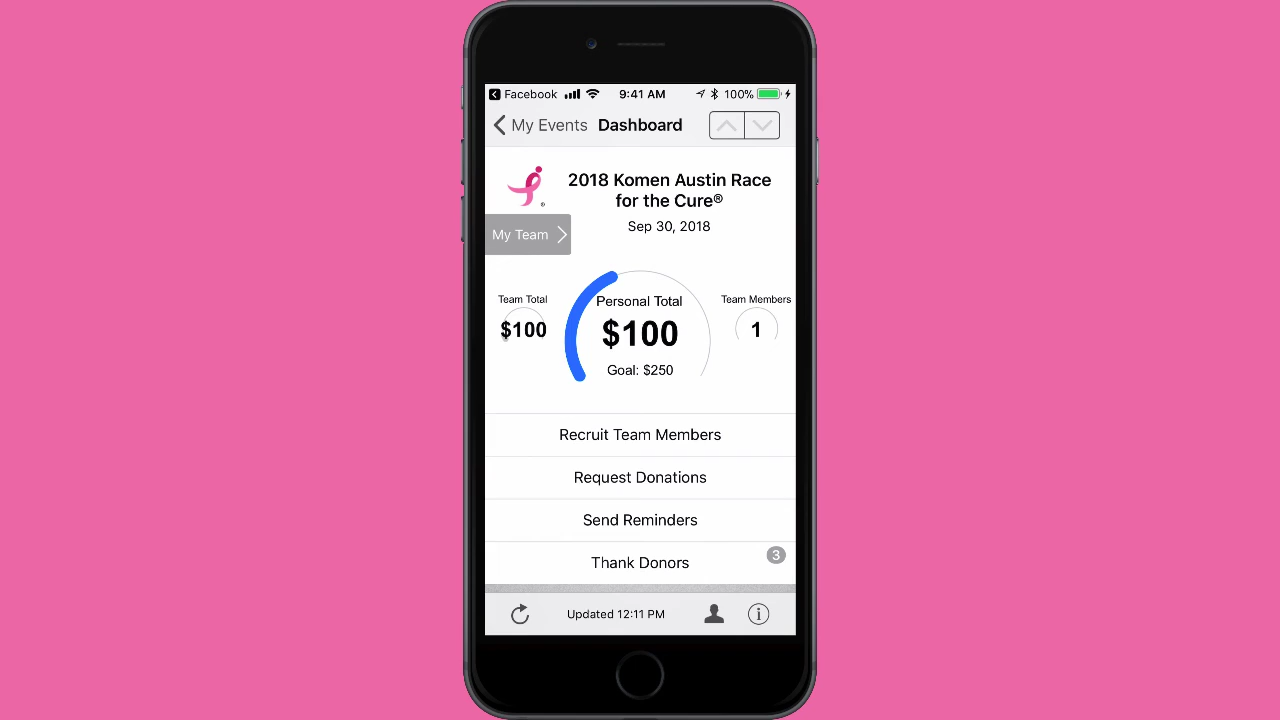 Facebook 9:41 AM 100%
My Events Dashboard
2018 Komen Austin Race
for the Cure®
Sep 30, 2018
®
My Team
Team Total
$100
Personal Total
$100
Goal: $250
Team Members
1
Recruit Team Members
Request Donations
Send Reminders
Thank Donors 3
Updated 12:11 PM